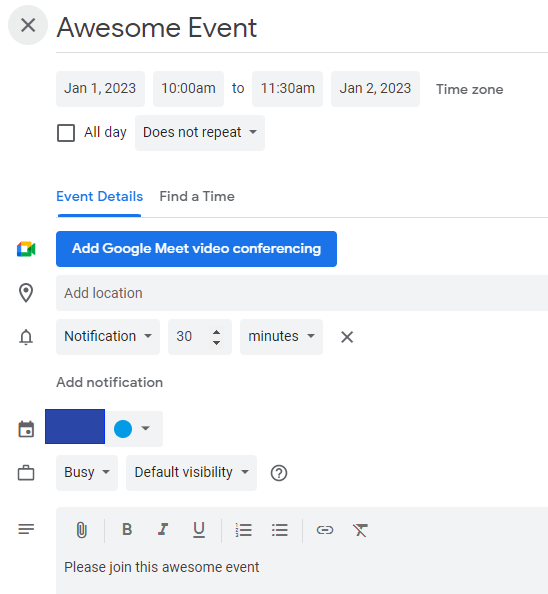 Awesome Event
Jan 1, 2023 10:00am to 11:30am Jan 2, 2023 Time zone
All day Does not repeat
Event Details Find a Time
Add Google Meet video conferencing
Add location
Notification 30 minutes
Add notification
Busy Default visibility
B I U
Please join this awesome event